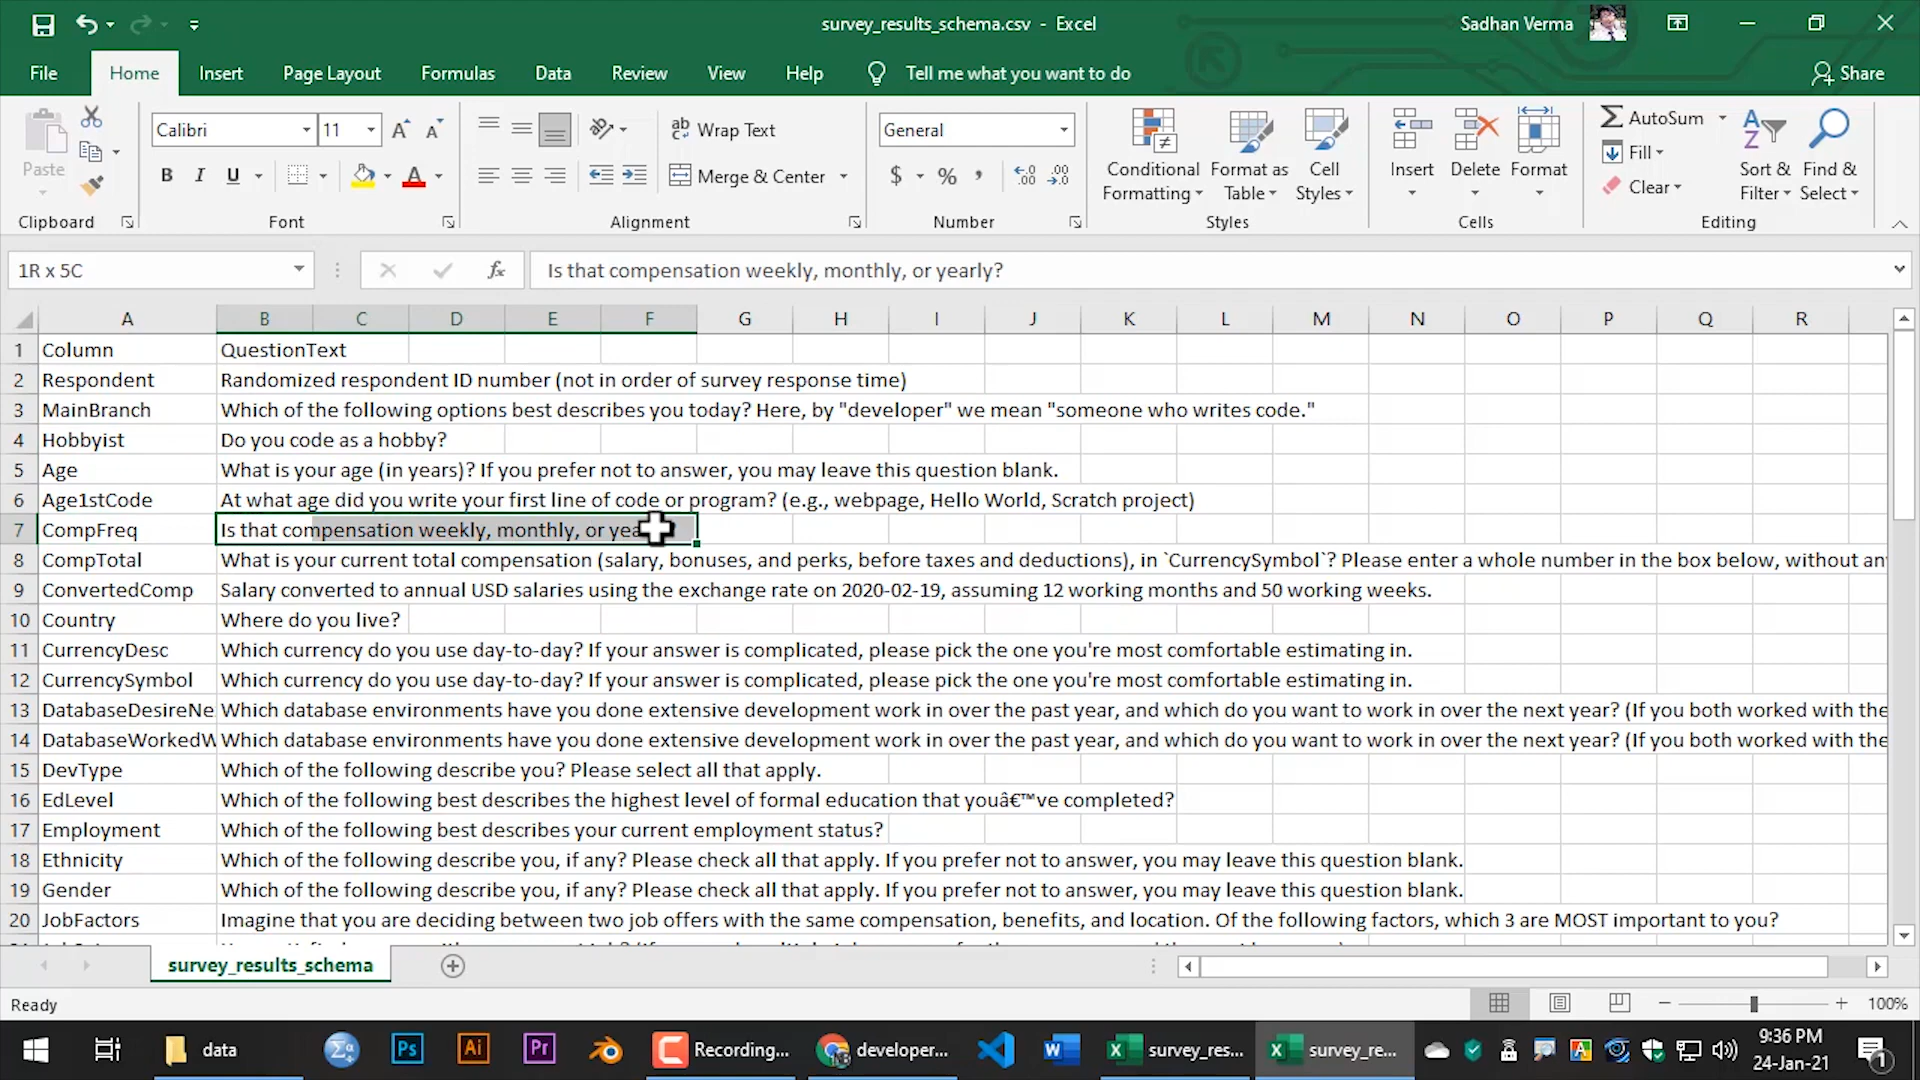 survey_results_schema.csv - Excel
Sadhan Verma
File Home Insert Page Layout Formulas Data Review View Help Tell me what you want to do Share
Calibri 11 Wrap Text General AutoSum
Paste Conditional Format as Cell Insert Delete Format Fill Sort & Find &
B I U Merge & Center $ % Formatting Table Styles Clear Filter Select
Clipboard Font Alignment Number Styles Cells Editing
1R x 5C fx Is that compensation weekly, monthly, or yearly?
A B C D E F G H I J K L M N O P Q R
1 Column QuestionText
2 Respondent Randomized respondent ID number (not in order of survey response time)
3 MainBranch Which of the following options best describes you today? Here, by "developer" we mean "someone who writes code."
4 Hobbyist Do you code as a hobby?
5 Age What is your age (in years)? If you prefer not to answer, you may leave this question blank.
6 Age1stCode At what age did you write your first line of code or program? (e.g., webpage, Hello World, Scratch project)
7 CompFreq Is that compensation weekly, monthly, or yea
8 CompTotal What is your current total compensation (salary, bonuses, and perks, before taxes and deductions), in `CurrencySymbol`? Please enter a whole number in the box below, without an
9 ConvertedComp Salary converted to annual USD salaries using the exchange rate on 2020-02-19, assuming 12 working months and 50 working weeks.
10 Country Where do you live?
11 CurrencyDesc Which currency do you use day-to-day? If your answer is complicated, please pick the one you're most comfortable estimating in.
12 CurrencySymbol Which currency do you use day-to-day? If your answer is complicated, please pick the one you're most comfortable estimating in.
13 DatabaseDesireNe Which database environments have you done extensive development work in over the past year, and which do you want to work in over the next year? (If you both worked with the
14 DatabaseWorkedW Which database environments have you done extensive development work in over the past year, and which do you want to work in over the next year? (If you both worked with the
15 DevType Which of the following describe you? Please select all that apply.
16 EdLevel Which of the following best describes the highest level of formal education that youâ€™ve completed?
17 Employment Which of the following best describes your current employment status?
18 Ethnicity Which of the following describe you, if any? Please check all that apply. If you prefer not to answer, you may leave this question blank.
19 Gender Which of the following describe you, if any? Please check all that apply. If you prefer not to answer, you may leave this question blank.
20 JobFactors Imagine that you are deciding between two job offers with the same compensation, benefits, and location. Of the following factors, which 3 are MOST important to you?
survey_results_schema
Ready 100%
data Ps Ai Pr Recording... developer... survey_res... survey_re... 9:36 PM
24-Jan-21 1